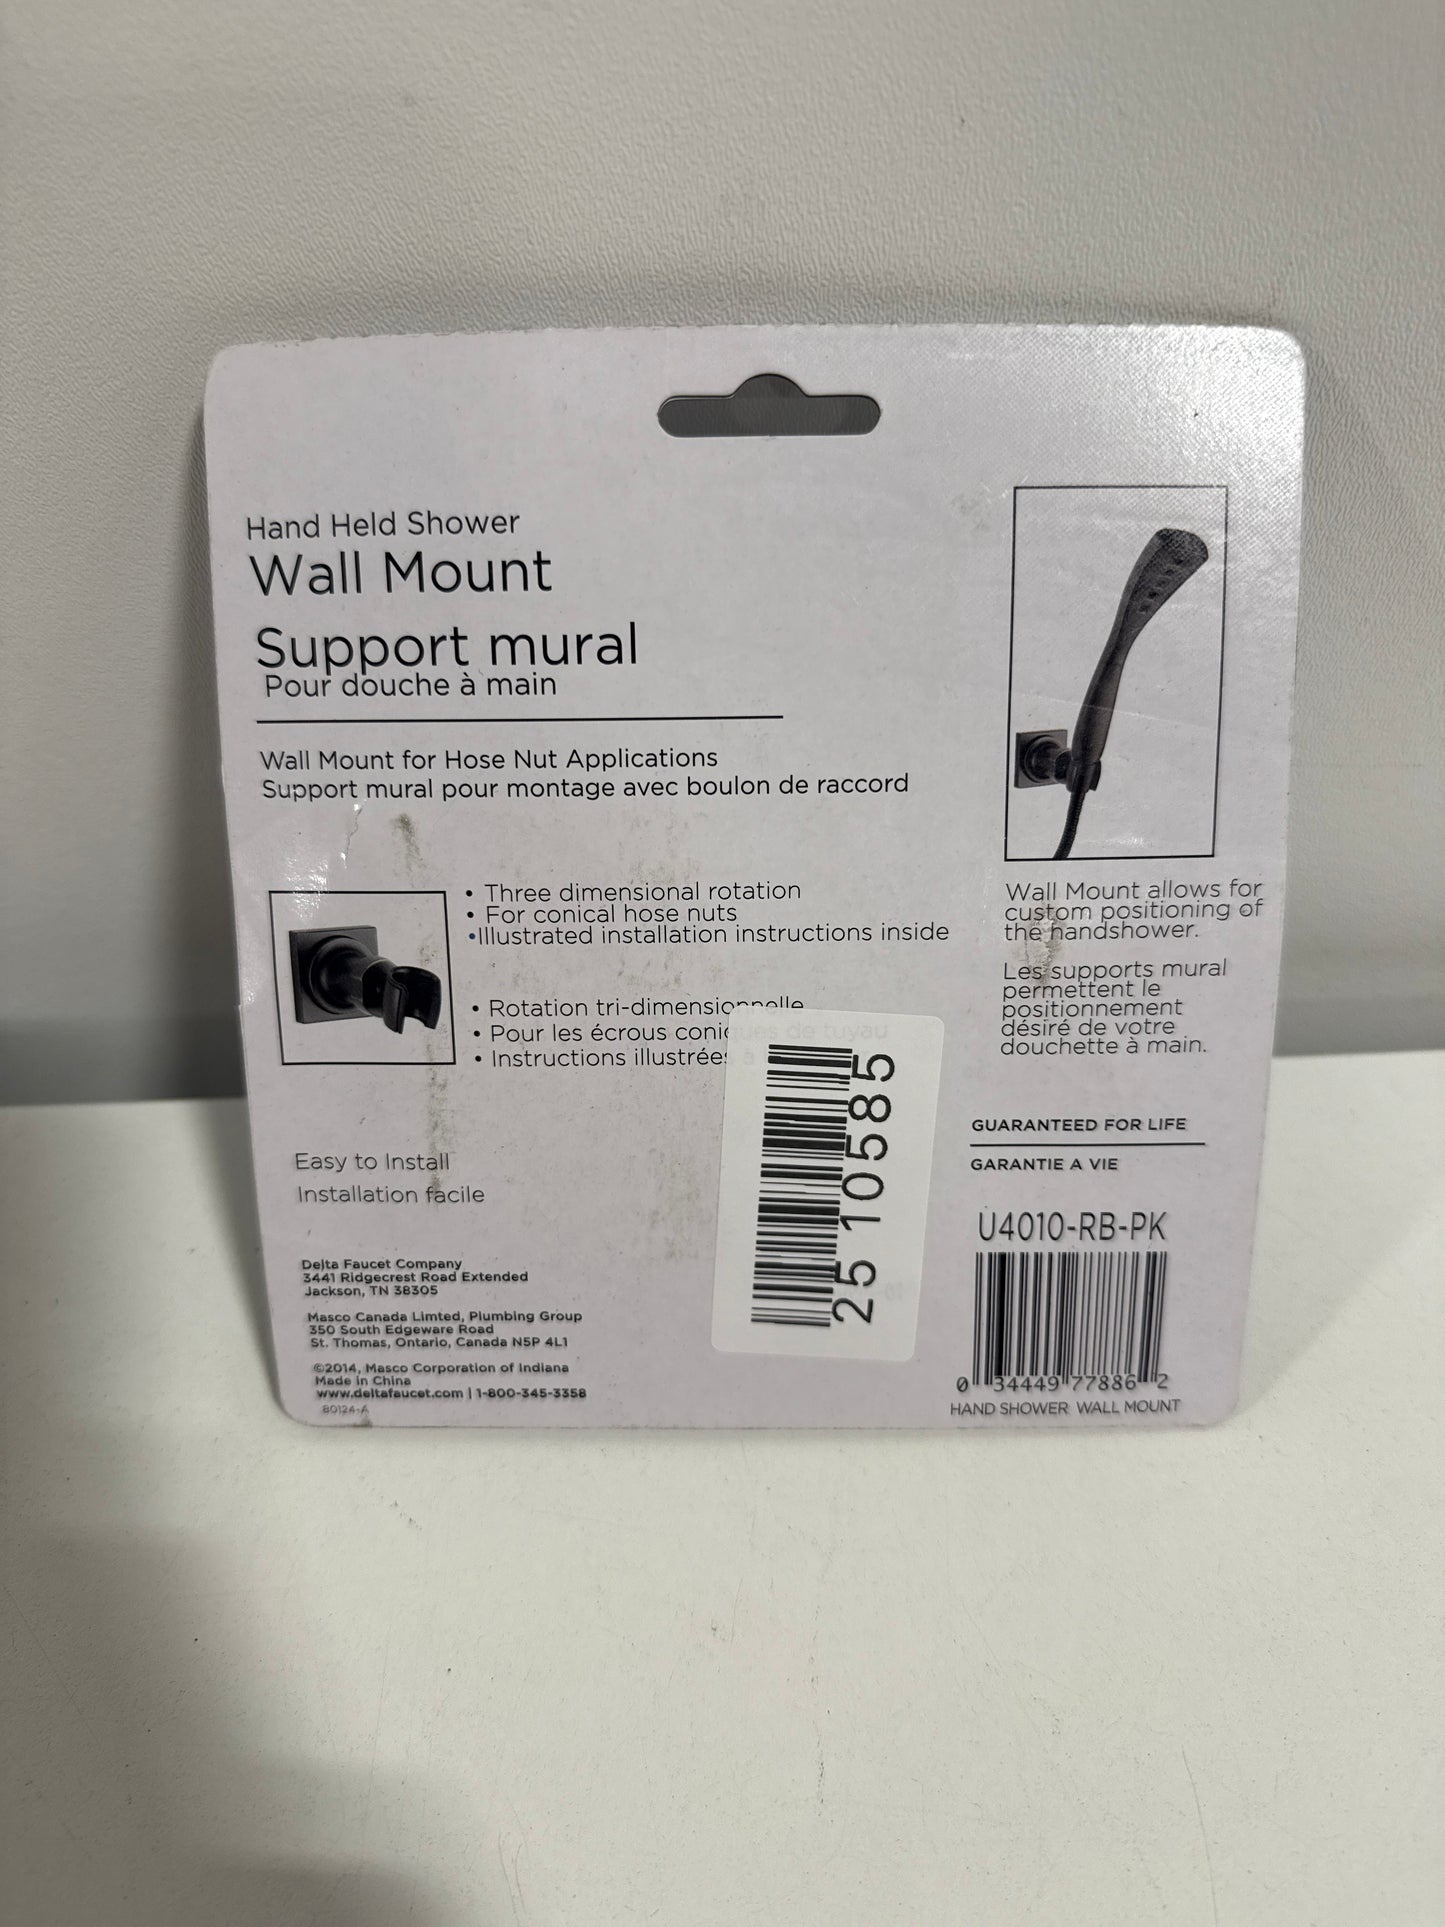 Hand Held Shower
Wall Mount
Support mural
Pour douche à main
Wall Mount for Hose Nut Applications
Support mural pour montage avec boulon de raccord
• Three dimensional rotation
• For conical hose nuts
•Illustrated installation instructions inside
• Rotation tri-dimensionnelle
• Pour les écrous coniques de tuyau
• Instructions illustrées
Easy to Install
Installation facile
Delta Faucet Company
3441 Ridgecrest Road Extended
Jackson, TN 38305
Masco Canada Limted, Plumbing Group
350 South Edgeware Road
St. Thomas, Ontario, Canada N5P 4L1
©2014, Masco Corporation of Indiana
Made in China
www.deltafaucet.com | 1-800-345-3358
80124-A
25 10585
Wall Mount allows for
custom positioning of
the handshower.
Les supports mural
permettent le
positionnement
désiré de votre
douchette à main.
GUARANTEED FOR LIFE
GARANTIE A VIE
U4010-RB-PK
0 34449 77886 2
HAND SHOWER WALL MOUNT